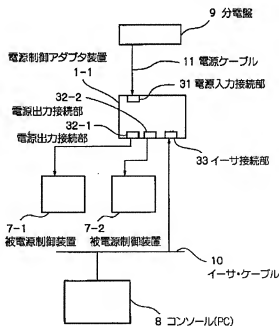 9 分電盤
電源制御アダプタ装置
11 電源ケーブル
1-1
31 電源入力接続部
32-2
電源出力接続部
32-1
電源出力接続部
33 イーサ接続部
7-1
7-2
被電源制御装置
被電源制御装置
10
イーサ・ケーブル
8 コンソール(PC)